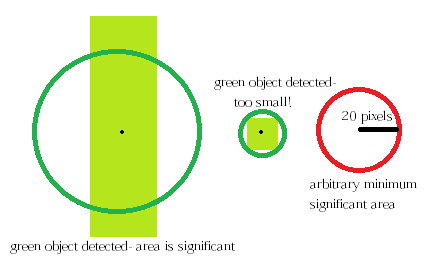 green object detected-
too small!
20 pixels
arbitrary minimum
significant area
green object detected- area is significant